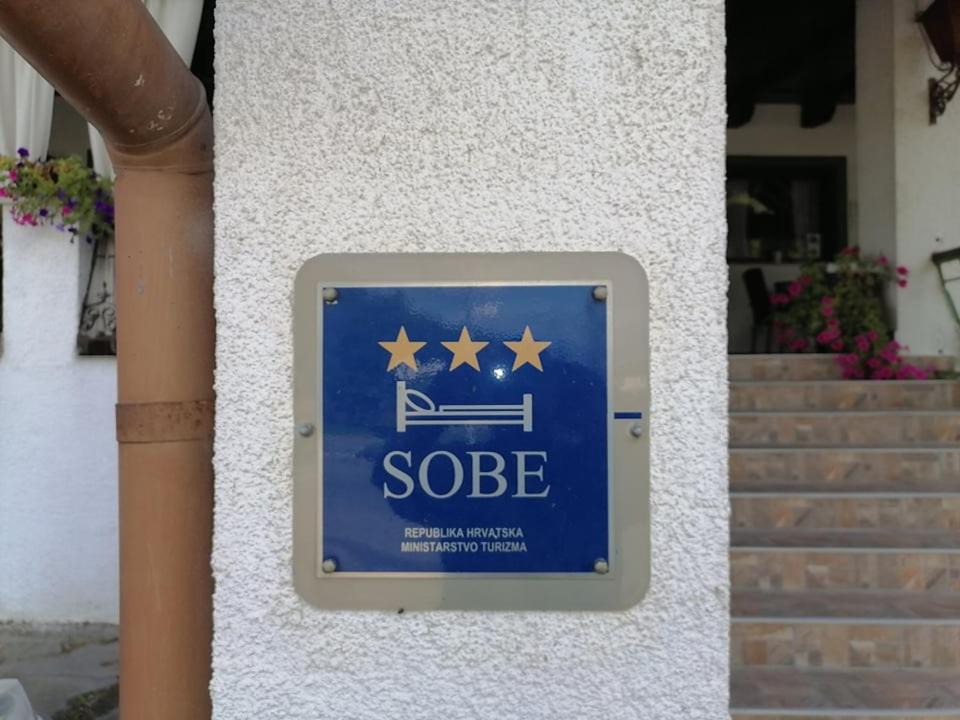 SOBE
REPUBLIKA HRVATSKA
MINISTARSTVO TURIZMA